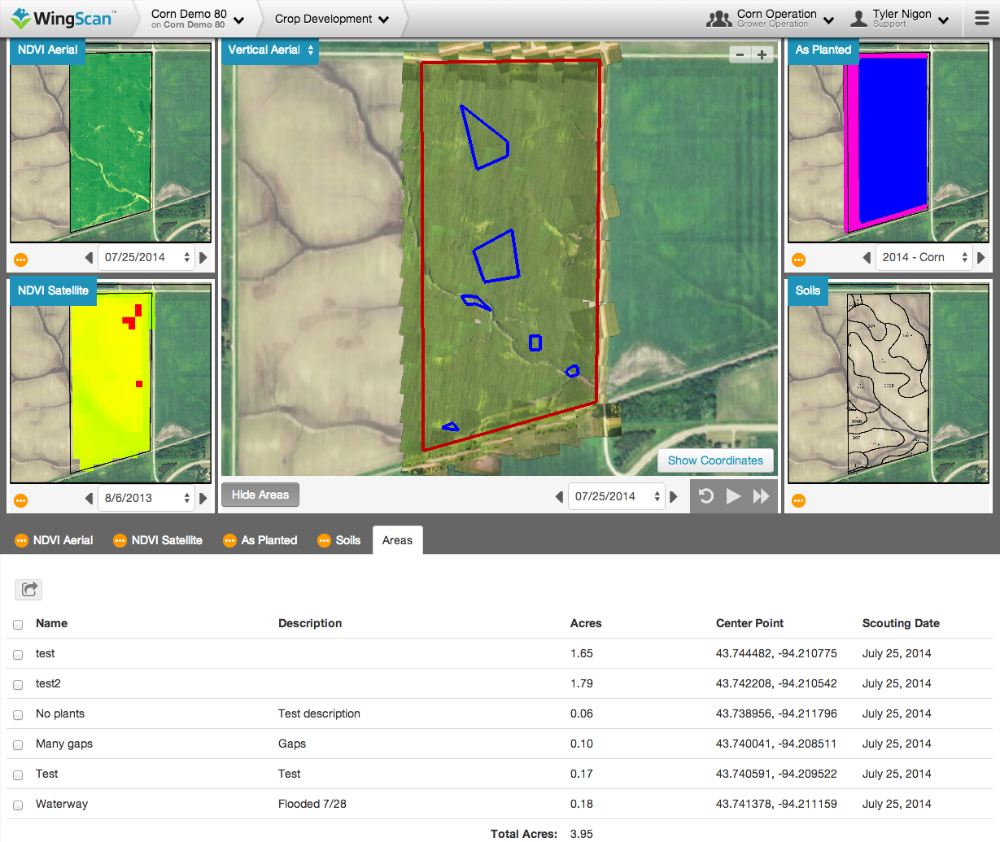 WingScan™
Corn Demo 80
on Corn Demo 80
Crop Development
Corn Operation
Grower Operation
Tyler Nigon
Support
NDVI Aerial
07/25/2014
NDVI Satellite
8/6/2013
Vertical Aerial
Show Coordinates
Hide Areas
07/25/2014
As Planted
2014 - Corn
Soils
101B
NDVI Aerial
NDVI Satellite
As Planted
Soils
Areas
Name Description Acres Center Point Scouting Date
test 1.65 43.744482, -94.210775 July 25, 2014
test2 1.79 43.742208, -94.210542 July 25, 2014
No plants Test description 0.06 43.738956, -94.211796 July 25, 2014
Many gaps Gaps 0.10 43.740041, -94.208511 July 25, 2014
Test Test 0.17 43.740591, -94.209522 July 25, 2014
Waterway Flooded 7/28 0.18 43.741378, -94.211159 July 25, 2014
Total Acres: 3.95